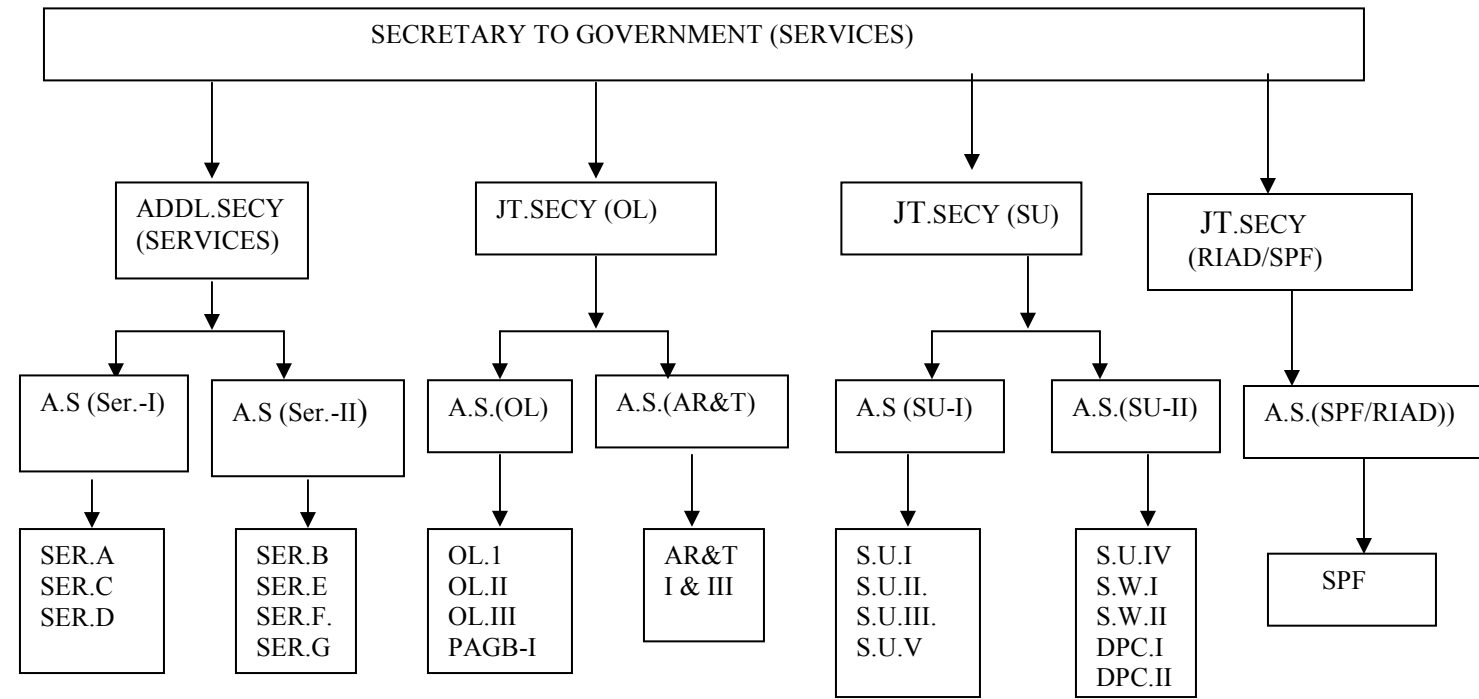 SECRETARY TO GOVERNMENT (SERVICES)
ADDL.SECY
(SERVICES)
JT.SECY (OL)
JT.SECY (SU)
JT.SECY
(RIAD/SPF)
A.S (Ser.-I)
A.S (Ser.-II)
A.S.(OL)
A.S.(AR&T)
A.S (SU-I)
A.S.(SU-II)
A.S.(SPF/RIAD))
SER.A
SER.C
SER.D
SER.B
SER.E
SER.F.
SER.G
OL.1
OL.II
OL.III
PAGB-I
AR&T
I & III
S.U.I
S.U.II.
S.U.III.
S.U.V
S.U.IV
S.W.I
S.W.II
DPC.I
DPC.II
SPF